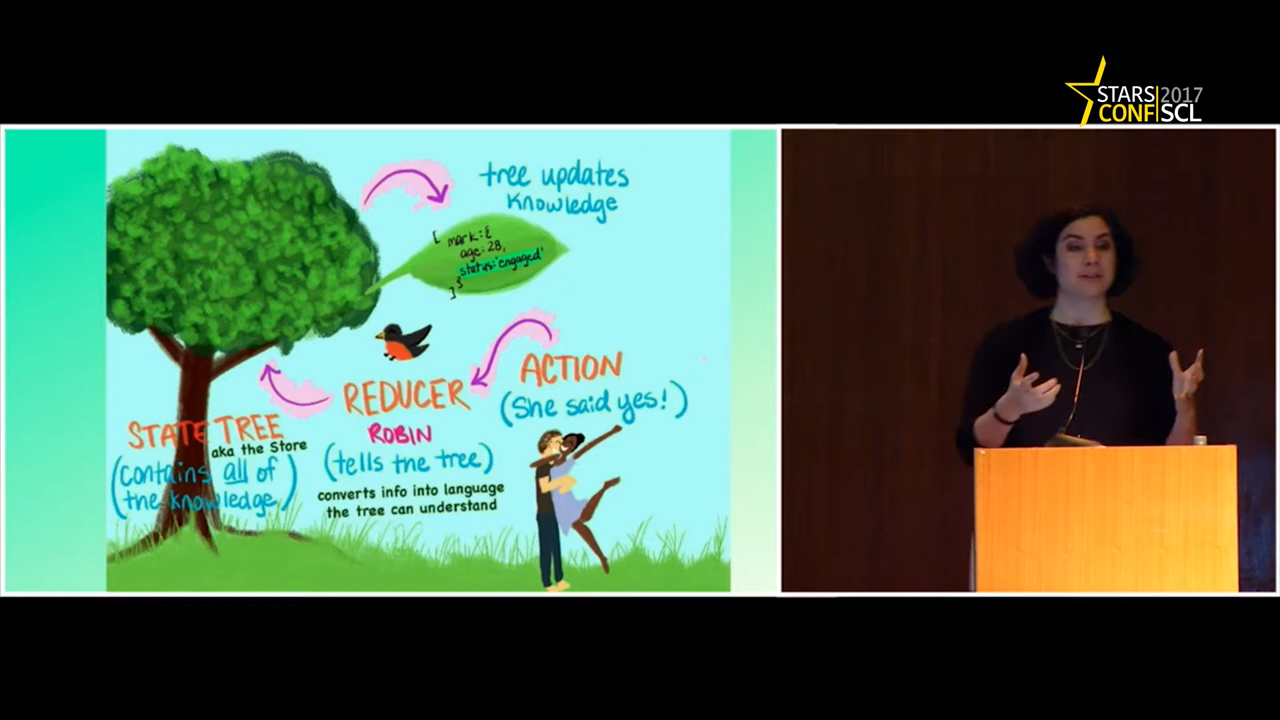 STARS 2017
CONF SCL
tree updates
knowledge
[ mark: {
age: 28,
status: 'engaged'
}
]
ACTION
(She said yes!)
REDUCER
ROBIN
(tells the tree)
converts info into language
the tree can understand
STATE TREE
aka the Store
(contains all of
the knowledge)